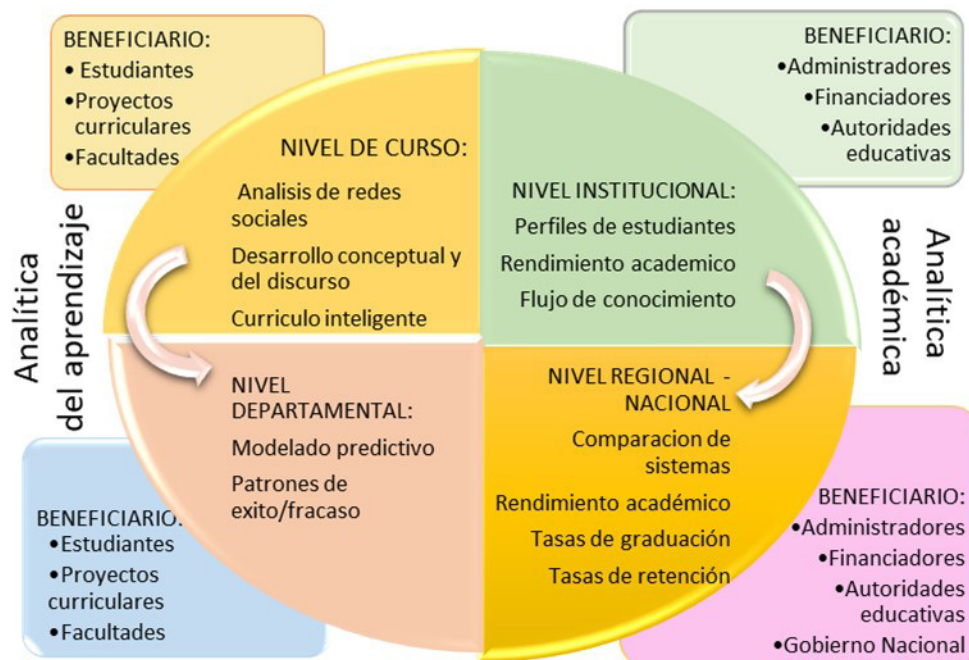 BENEFICIARIO:
• Estudiantes
•Proyectos
curriculares
•Facultades
NIVEL DE CURSO:
Analisis de redes
sociales
Desarrollo conceptual y
del discurso
Curriculo inteligente
BENEFICIARIO:
•Administradores
•Financiadores
•Autoridades
educativas
NIVEL INSTITUCIONAL:
Perfiles de estudiantes
Rendimiento academico
Flujo de conocimiento
Analítica
del aprendizaje
Analítica
académica
NIVEL
DEPARTAMENTAL:
Modelado predictivo
Patrones de
exito/fracaso
BENEFICIARIO:
•Estudiantes
•Proyectos
curriculares
•Facultades
NIVEL REGIONAL -
NACIONAL
Comparacion de
sistemas
Rendimiento académico
Tasas de graduación
Tasas de retención
BENEFICIARIO:
•Administradores
•Financiadores
•Autoridades
educativas
•Gobierno Nacional